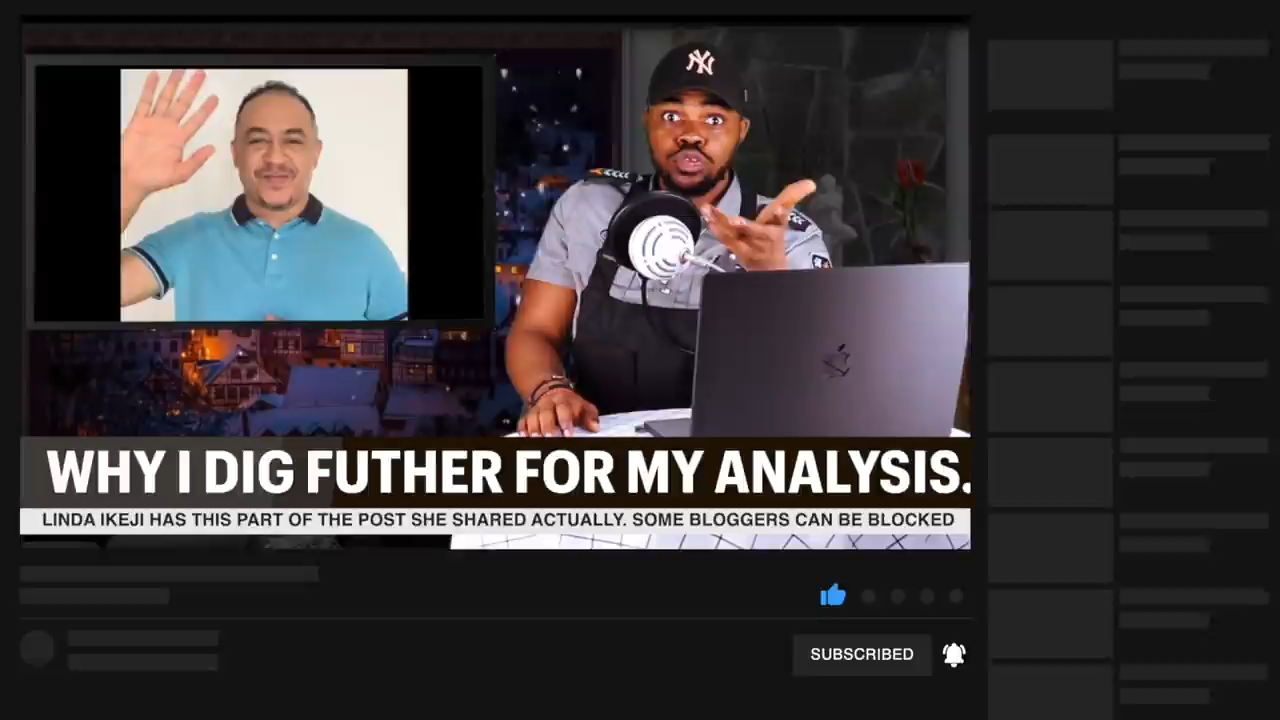 NY
WHY I DIG FUTHER FOR MY ANALYSIS.
LINDA IKEJI HAS THIS PART OF THE POST SHE SHARED ACTUALLY. SOME BLOGGERS CAN BE BLOCKED
SUBSCRIBED